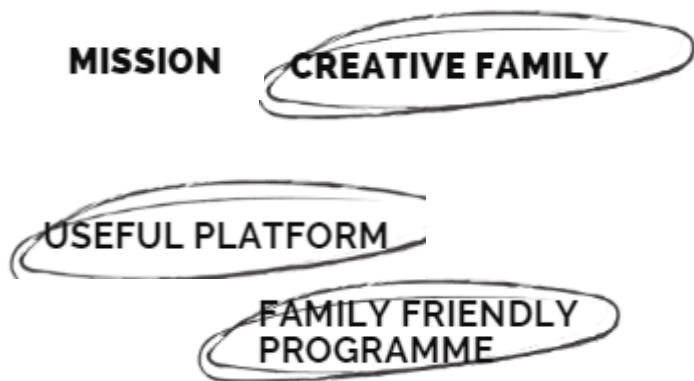 MISSION
CREATIVE FAMILY
USEFUL PLATFORM
FAMILY FRIENDLY
PROGRAMME